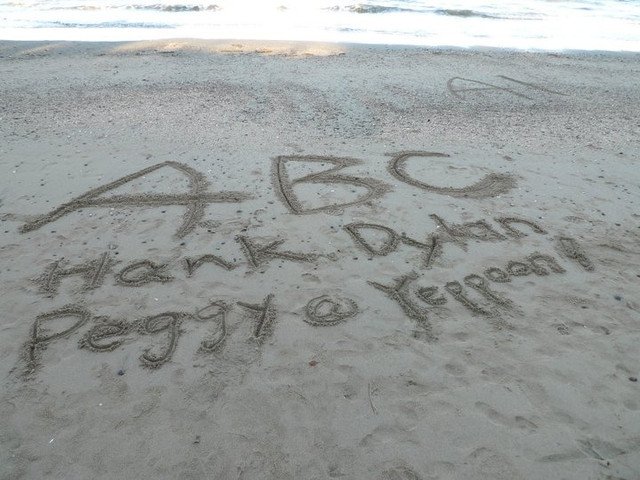 ABC
Hank Dylan
Peggy @ Yeppoon!